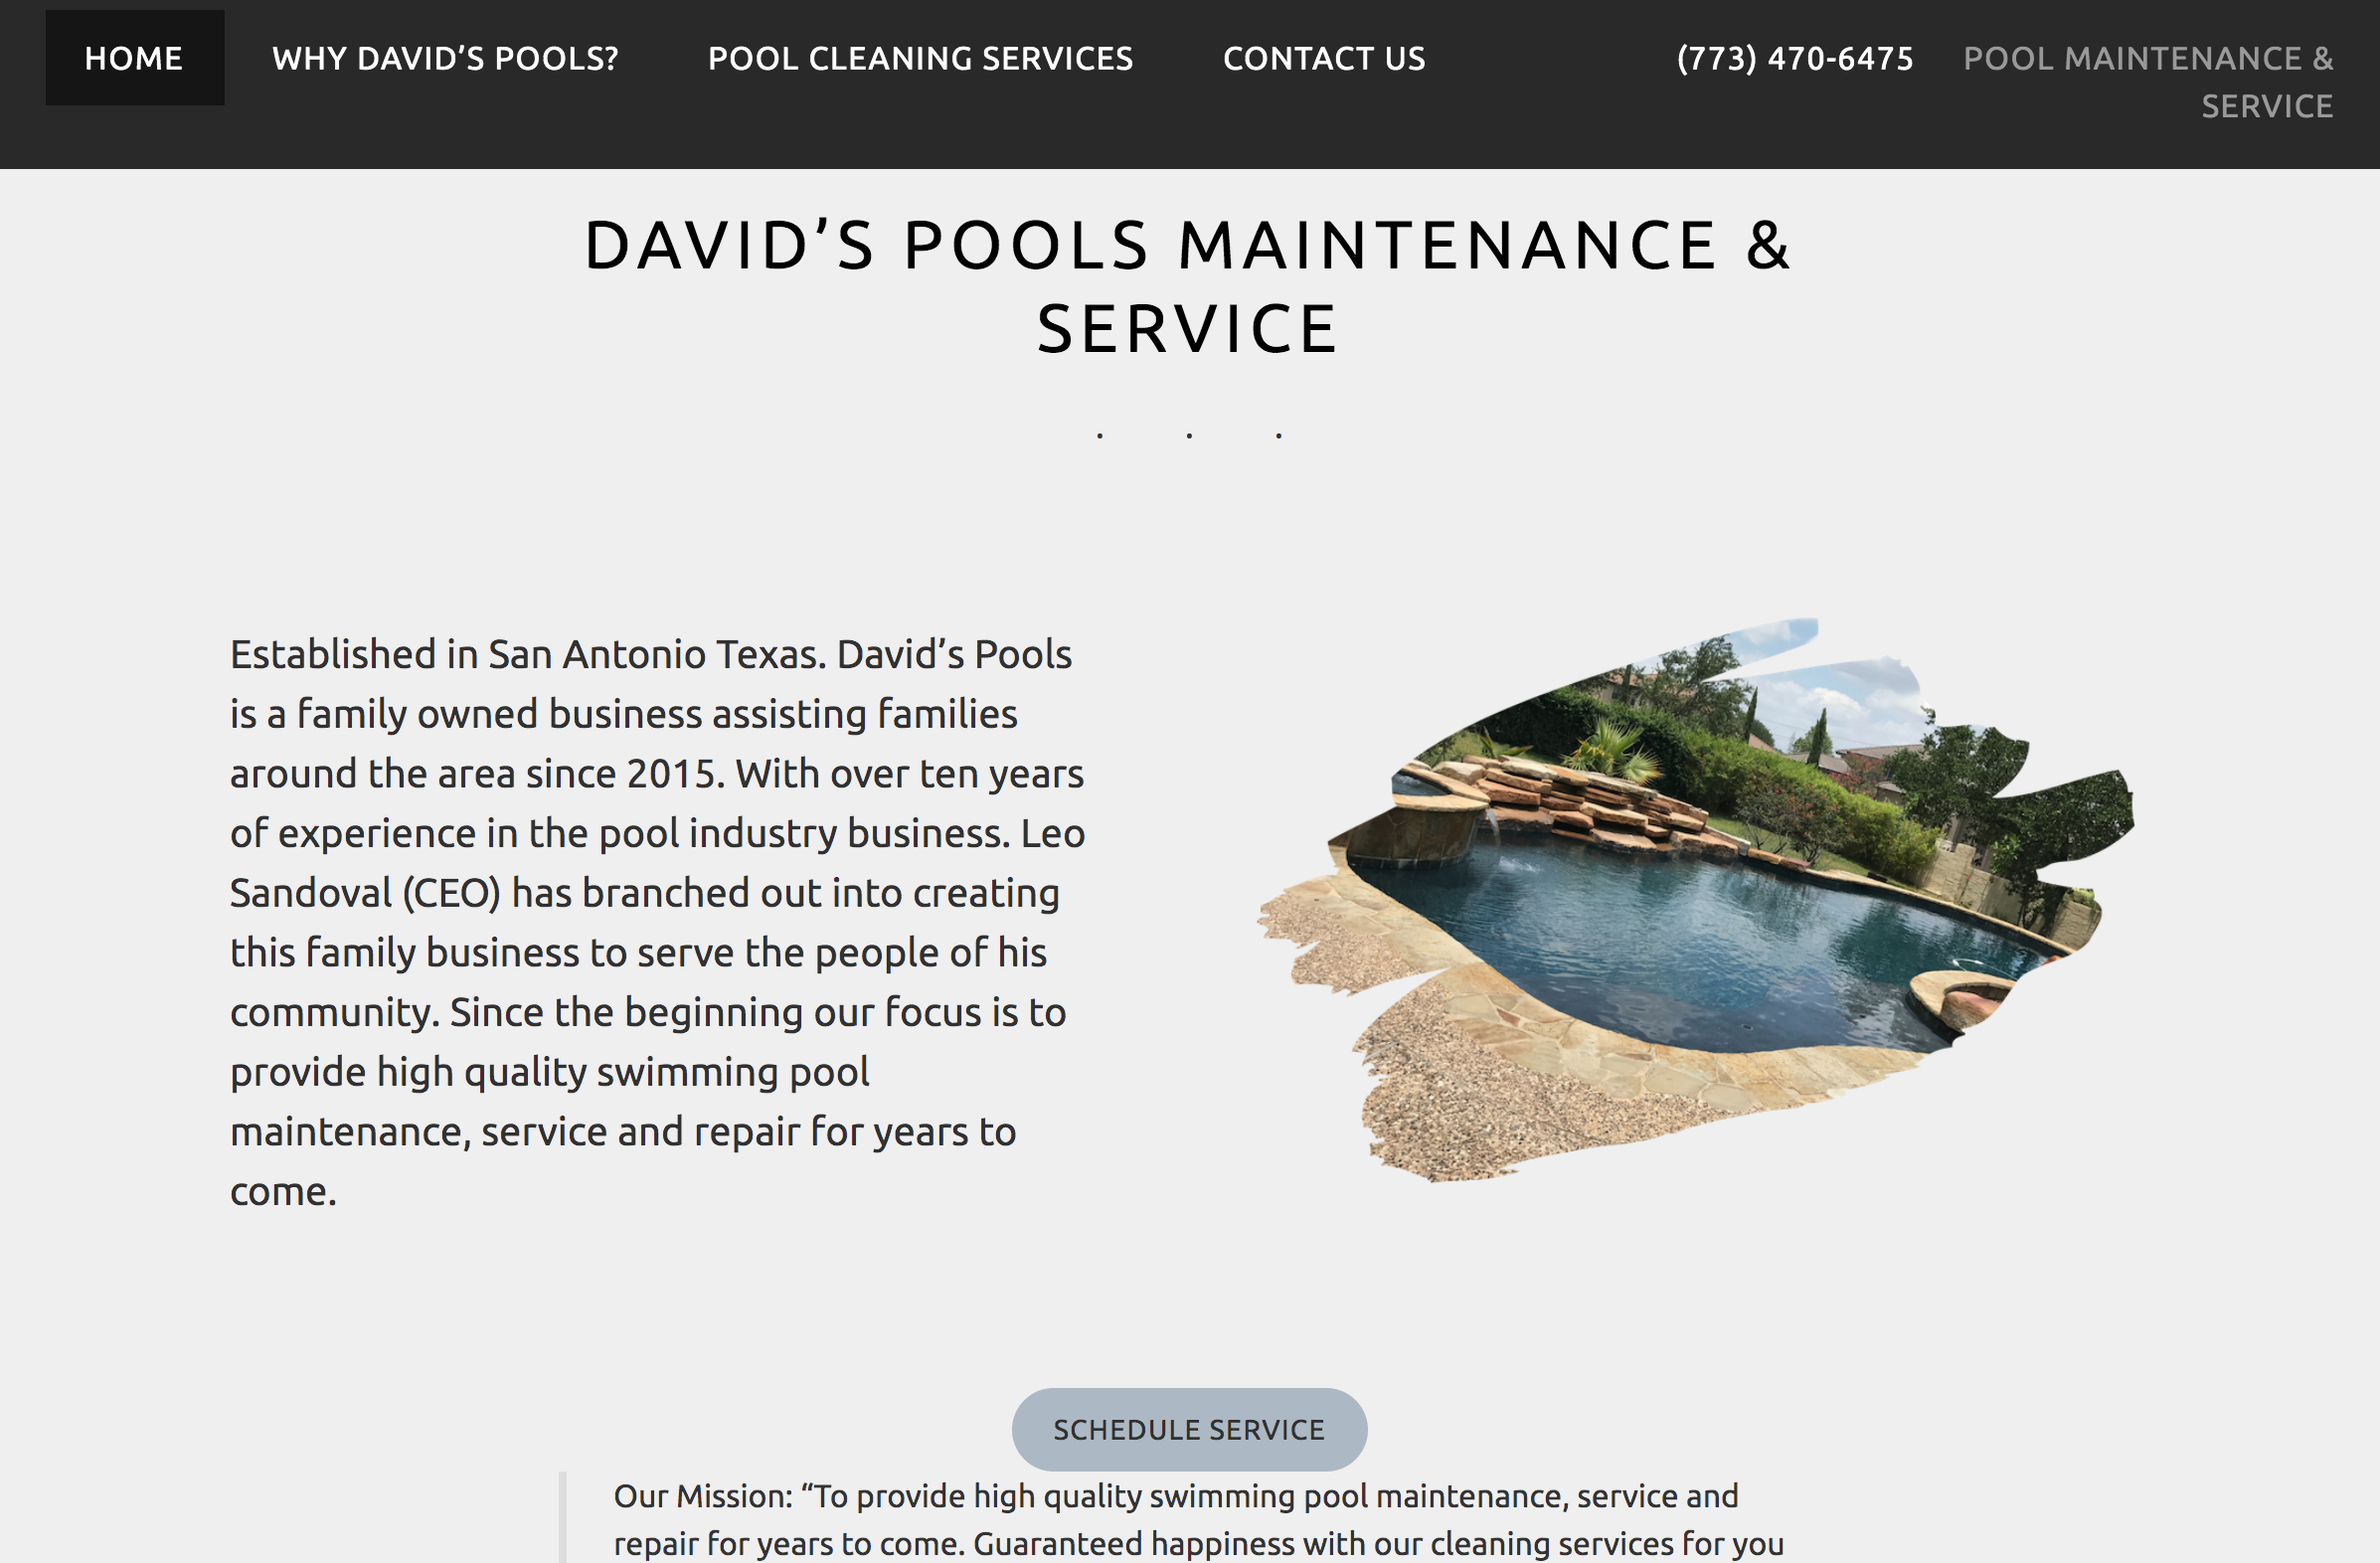 HOME
WHY DAVID’S POOLS?
POOL CLEANING SERVICES
CONTACT US
(773) 470-6475
POOL MAINTENANCE &
SERVICE
DAVID’S POOLS MAINTENANCE &
SERVICE
. . .
Established in San Antonio Texas. David’s Pools
is a family owned business assisting families
around the area since 2015. With over ten years
of experience in the pool industry business. Leo
Sandoval (CEO) has branched out into creating
this family business to serve the people of his
community. Since the beginning our focus is to
provide high quality swimming pool
maintenance, service and repair for years to
come.
SCHEDULE SERVICE
Our Mission: “To provide high quality swimming pool maintenance, service and
repair for years to come. Guaranteed happiness with our cleaning services for you